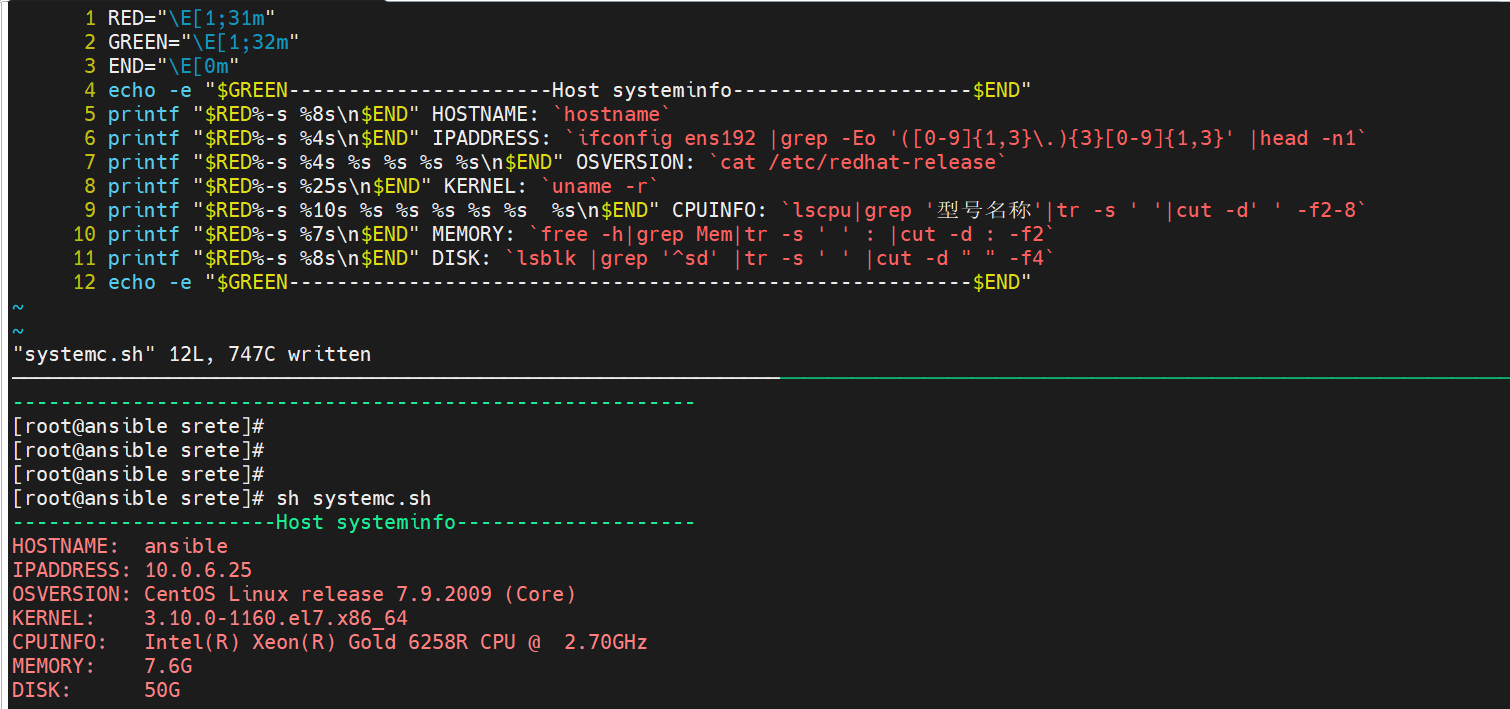 1 RED="\E[1;31m"
2 GREEN="\E[1;32m"
3 END="\E[0m"
4 echo -e "$GREEN----------------------Host systeminfo--------------------$END"
5 printf "$RED%-s %8s\n$END" HOSTNAME: `hostname`
6 printf "$RED%-s %4s\n$END" IPADDRESS: `ifconfig ens192 |grep -Eo '([0-9]{1,3}\.){3}[0-9]{1,3}' |head -n1`
7 printf "$RED%-s %4s %s %s %s %s\n$END" OSVERSION: `cat /etc/redhat-release`
8 printf "$RED%-s %25s\n$END" KERNEL: `uname -r`
9 printf "$RED%-s %10s %s %s %s %s %s  %s\n$END" CPUINFO: `lscpu|grep '型号名称'|tr -s ' '|cut -d' ' -f2-8`
10 printf "$RED%-s %7s\n$END" MEMORY: `free -h|grep Mem|tr -s ' ' : |cut -d : -f2`
11 printf "$RED%-s %8s\n$END" DISK: `lsblk |grep '^sd' |tr -s ' ' |cut -d " " -f4`
12 echo -e "$GREEN---------------------------------------------------------$END"
~
~
"systemc.sh" 12L, 747C written
---------------------------------------------------------
[root@ansible srete]#
[root@ansible srete]#
[root@ansible srete]#
[root@ansible srete]# sh systemc.sh
----------------------Host systeminfo--------------------
HOSTNAME:  ansible
IPADDRESS: 10.0.6.25
OSVERSION: CentOS Linux release 7.9.2009 (Core)
KERNEL:    3.10.0-1160.el7.x86_64
CPUINFO:   Intel(R) Xeon(R) Gold 6258R CPU @  2.70GHz
MEMORY:    7.6G
DISK:      50G